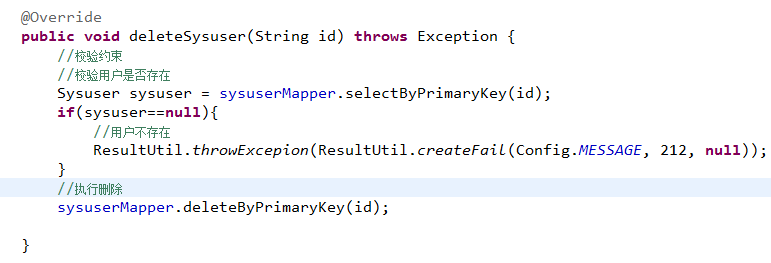 @Override
public void deleteSysuser(String id) throws Exception {
//校验约束
//校验用户是否存在
Sysuser sysuser = sysuserMapper.selectByPrimaryKey(id);
if(sysuser==null){
//用户不存在
ResultUtil.throwExcepion(ResultUtil.createFail(Config.MESSAGE, 212, null));
}
//执行删除
sysuserMapper.deleteByPrimaryKey(id);
}